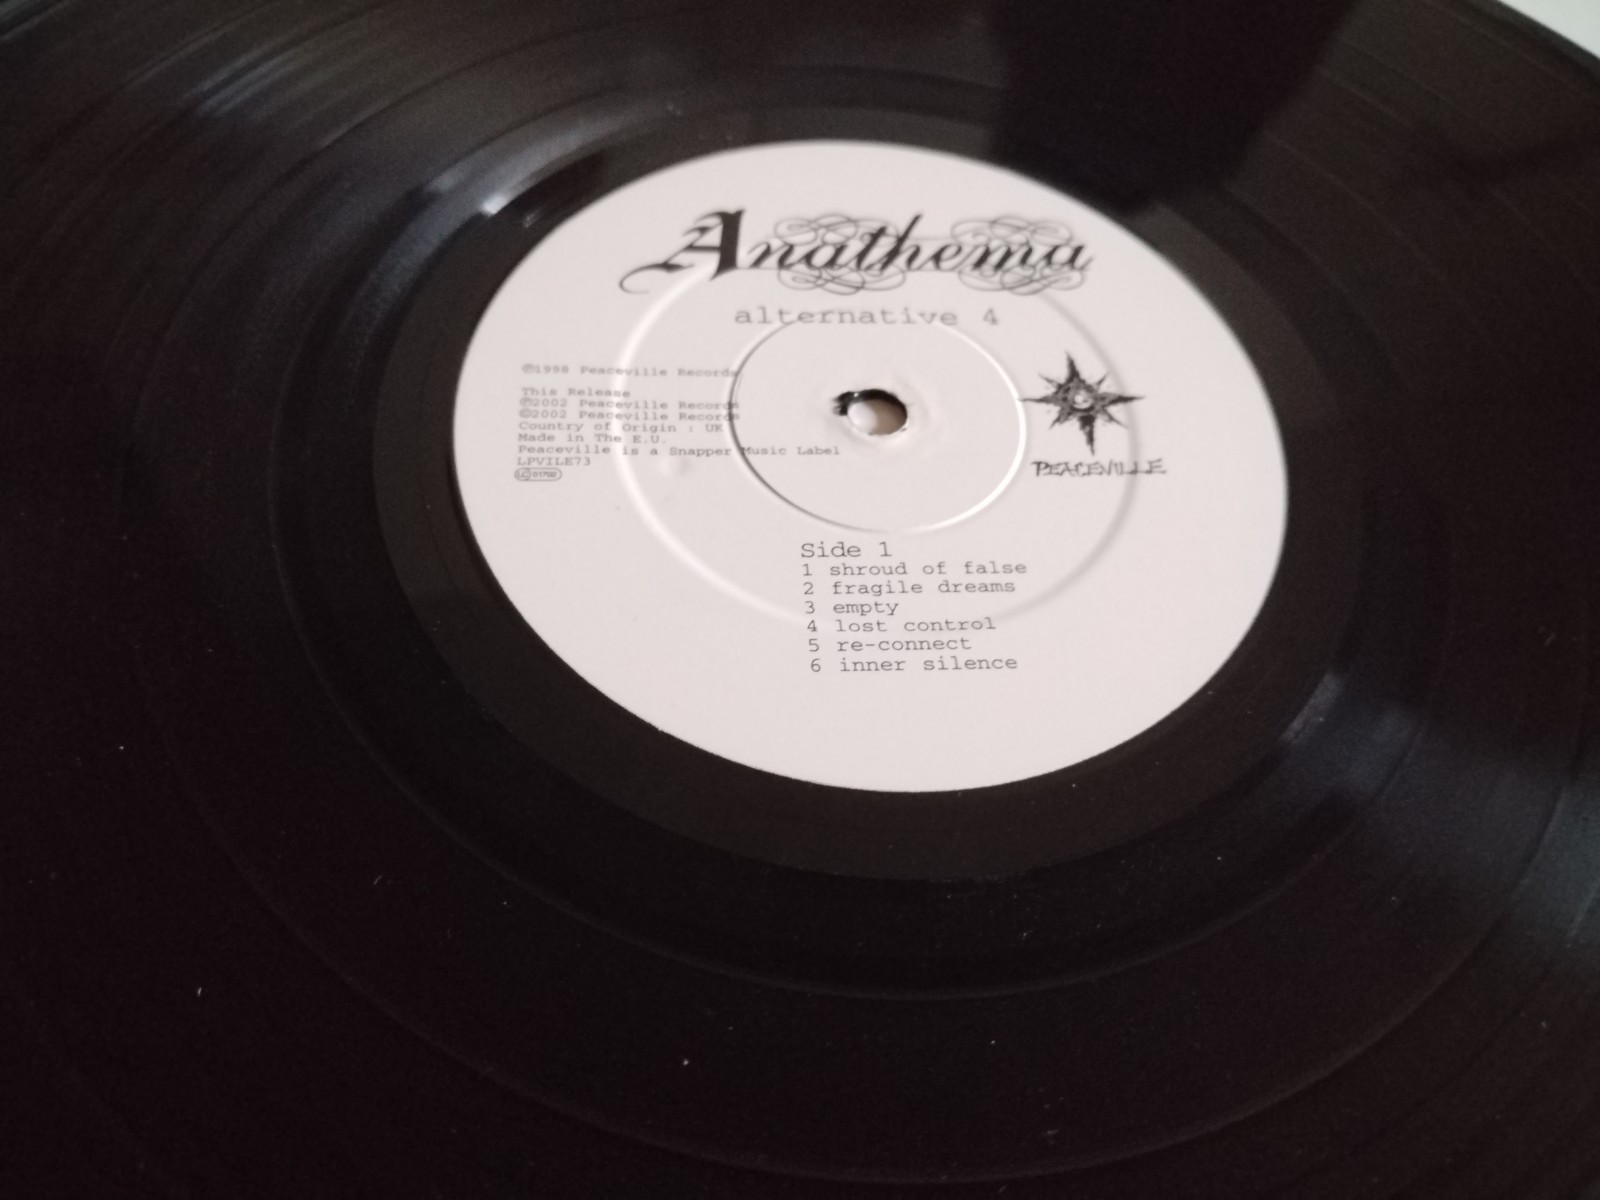 Anathema
alternative 4
℗1998 Peaceville Records
This Release
℗2002 Peaceville Records
©2002 Peaceville Records
Country of Origin : UK
Made in The E.U.
Peaceville is a Snapper Music Label
LPVILE73
LC 01702
PEACEVILLE
Side 1
1 shroud of false
2 fragile dreams
3 empty
4 lost control
5 re-connect
6 inner silence